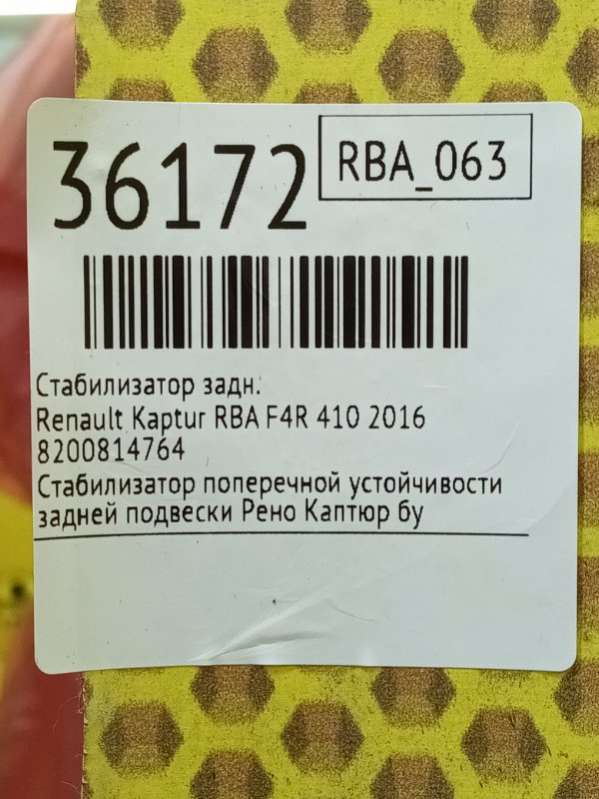 36172
RBA_063
Стабилизатор задн.
Renault Kaptur RBA F4R 410 2016
8200814764
Стабилизатор поперечной устойчивости
задней подвески Рено Каптюр бу